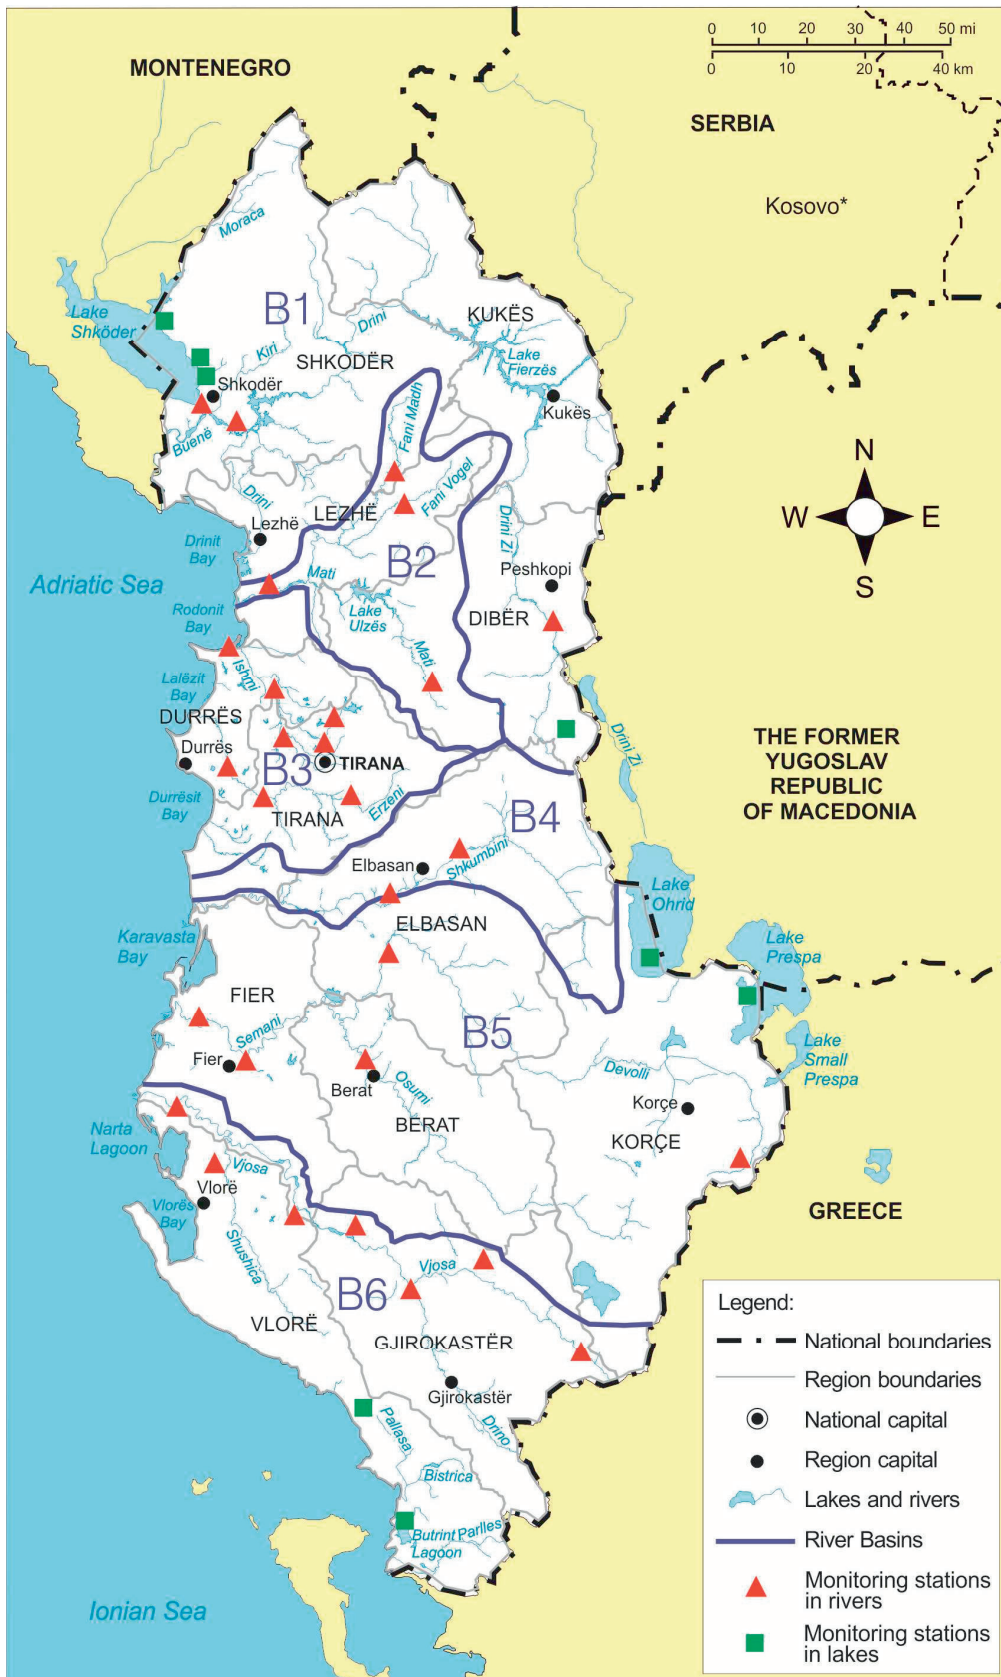 0 10 20 30 40 50 mi
0 10 20 40 km
MONTENEGRO
SERBIA
Kosovo*
Moraca
Lake
Shköder
B1
Drini
KUKËS
Kiri
SHKODËR
Lake
Fierzës
Shkodër
Kukës
Buenë
Fani Madh
Drini
LEZHË
Fani Vogel
Drini Zi
N
W
E
S
Lezhë
Drinit
Bay
B2
Peshkopi
Adriatic Sea
Mati
Rodonit
Bay
Lake
Ulzës
DIBËR
Ishmi
Mati
Lalëzit
Bay
DURRËS
Durrës
B3
TIRANA
Drini Zi
THE FORMER
YUGOSLAV
REPUBLIC
OF MACEDONIA
Durrësit
Bay
TIRANA
Erzeni
B4
Elbasan
Shkumbini
Lake
Ohrid
ELBASAN
Karavasta
Bay
Lake
Prespa
FIER
Semani
B5
Lake
Small
Prespa
Fier
Berat
Osumi
Devolli
BERAT
Korçe
KORÇE
Narta
Lagoon
Vjosa
Vlorë
Vlorës
Bay
GREECE
Shushica
Vjosa
B6
VLORË
GJIROKASTËR
Gjirokastër
Pallasa
Drino
Bistrica
Butrint
Lagoon
Parlles
Ionian Sea
Legend:
National boundaries
Region boundaries
National capital
Region capital
Lakes and rivers
River Basins
Monitoring stations
in rivers
Monitoring stations
in lakes